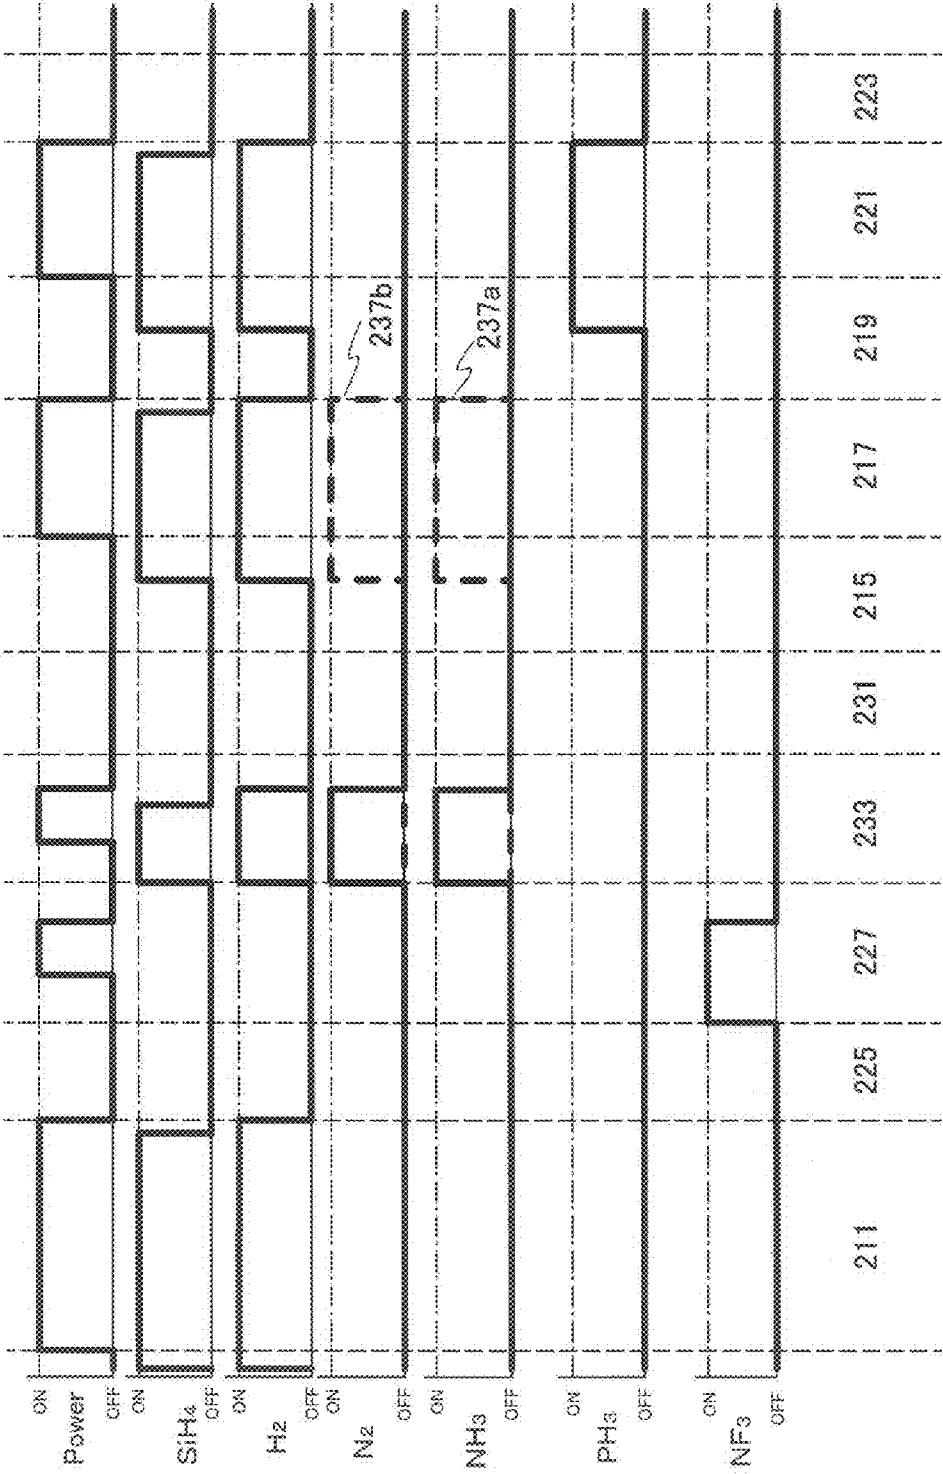 Power ON
OFF
SiH4 ON
OFF
H2 ON
OFF
N2 ON
OFF
237b
NH3 ON
OFF
237a
PH3 ON
OFF
NF3 ON
OFF
211 225 227 233 231 215 217 219 221 223